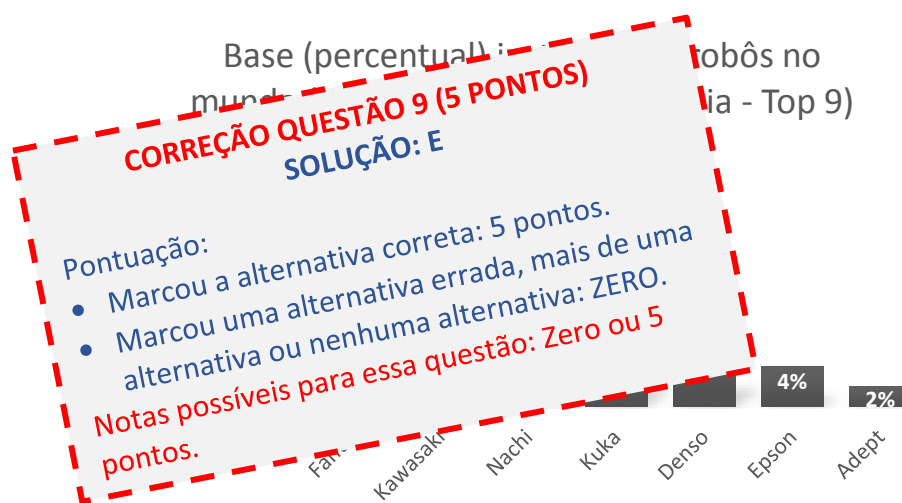 Base (percentual) robôs no
ia - Top 9)
CORREÇÃO QUESTÃO 9 (5 PONTOS)
SOLUÇÃO: E
Pontuação:
• Marcou a alternativa correta: 5 pontos.
• Marcou uma alternativa errada, mais de uma
alternativa ou nenhuma alternativa: ZERO.
Notas possíveis para essa questão: Zero ou 5
pontos.
4%
2%
Kawasaki
Nachi
Kuka
Denso
Epson
Adept